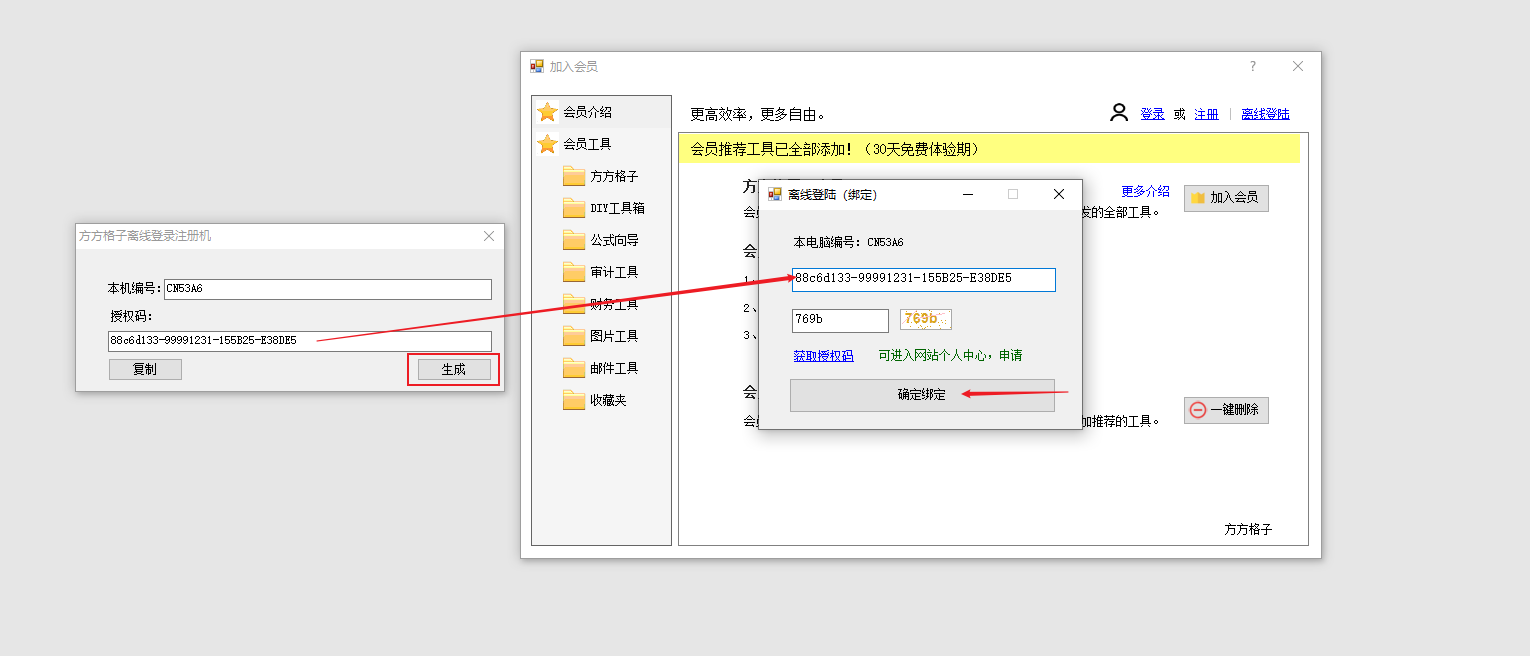 方方格子离线登录注册机
本机编号: CN53A6
授权码:
88c6d133-99991231-155B25-E38DE5
复制
生成
加入会员
?
会员介绍
会员工具
方方格子
DIY工具箱
公式向导
审计工具
财务工具
图片工具
邮件工具
收藏夹
更高效率，更多自由。
登录 或 注册 | 离线登陆
会员推荐工具已全部添加！（30天免费体验期）
更多介绍
加入会员
发的全部工具。
1、
2、
3、
加推荐的工具。
一键删除
方方格子
离线登陆（绑定）
本电脑编号：CN53A6
88c6d133-99991231-155B25-E38DE5
769b
769b
获取授权码
可进入网站个人中心，申请
确定绑定